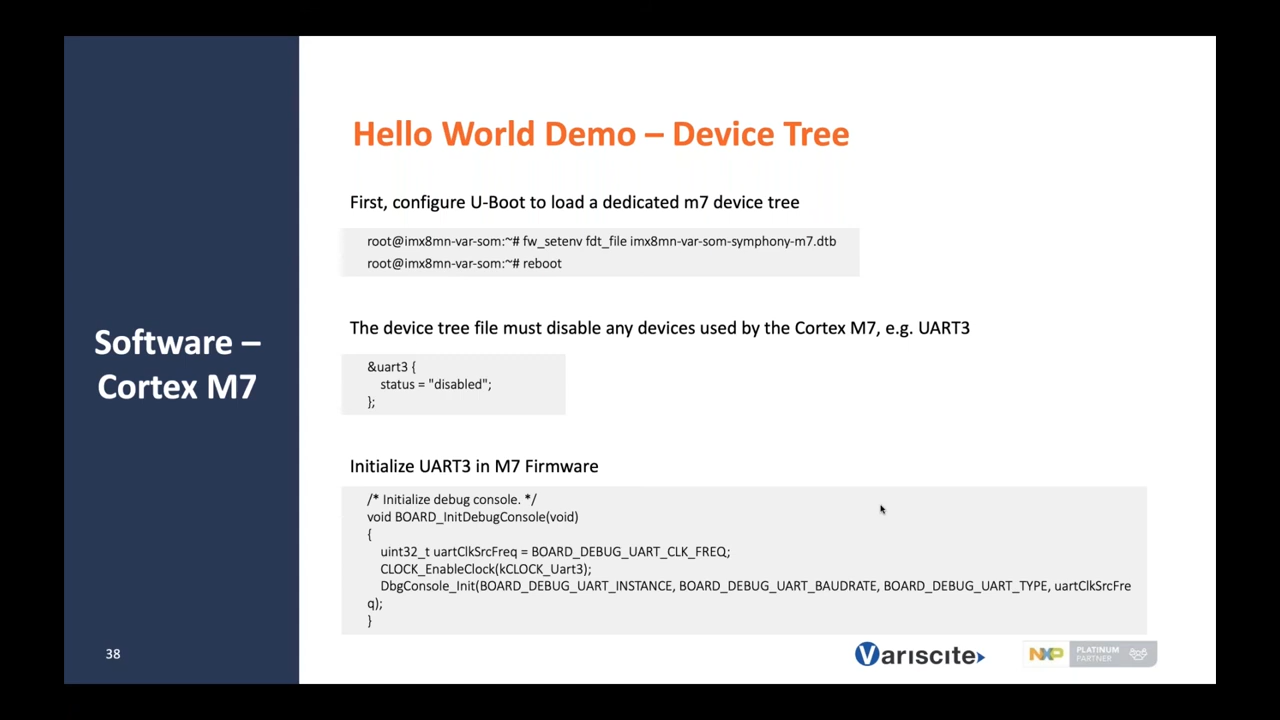 Software –
Cortex M7
38
Hello World Demo – Device Tree
First, configure U-Boot to load a dedicated m7 device tree
root@imx8mn-var-som:~# fw_setenv fdt_file imx8mn-var-som-symphony-m7.dtb
root@imx8mn-var-som:~# reboot
The device tree file must disable any devices used by the Cortex M7, e.g. UART3
&uart3 {
status = "disabled";
};
Initialize UART3 in M7 Firmware
/* Initialize debug console. */
void BOARD_InitDebugConsole(void)
{
uint32_t uartClkSrcFreq = BOARD_DEBUG_UART_CLK_FREQ;
CLOCK_EnableClock(kCLOCK_Uart3);
DbgConsole_Init(BOARD_DEBUG_UART_INSTANCE, BOARD_DEBUG_UART_BAUDRATE, BOARD_DEBUG_UART_TYPE, uartClkSrcFre
q);
}
Variscite
NXP
PLATINUM
PARTNER